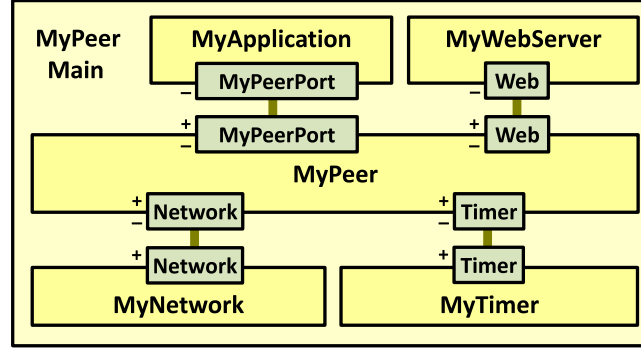 MyPeer
Main
MyApplication
MyWebServer
− MyPeerPort
− Web
+
− MyPeerPort
+
− Web
MyPeer
+
− Network
+
− Timer
+ Network
+ Timer
MyNetwork
MyTimer